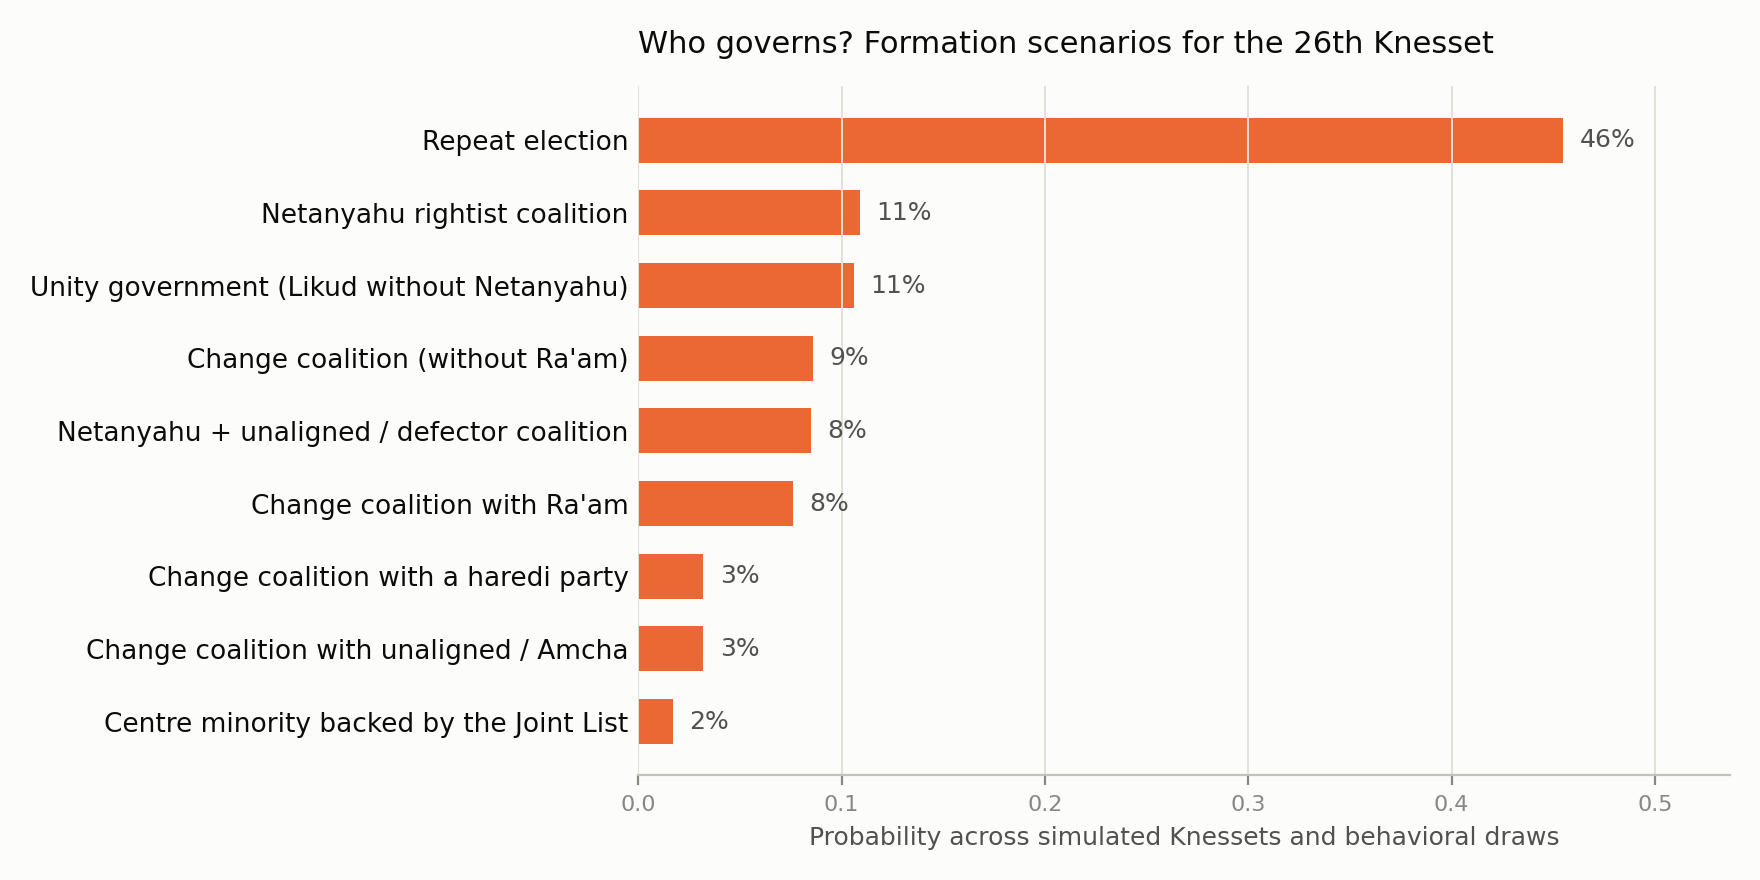 Who governs? Formation scenarios for the 26th Knesset
Repeat election 46%
Netanyahu rightist coalition 11%
Unity government (Likud without Netanyahu) 11%
Change coalition (without Ra'am) 9%
Netanyahu + unaligned / defector coalition 8%
Change coalition with Ra'am 8%
Change coalition with a haredi party 3%
Change coalition with unaligned / Amcha 3%
Centre minority backed by the Joint List 2%
0.0 0.1 0.2 0.3 0.4 0.5
Probability across simulated Knessets and behavioral draws